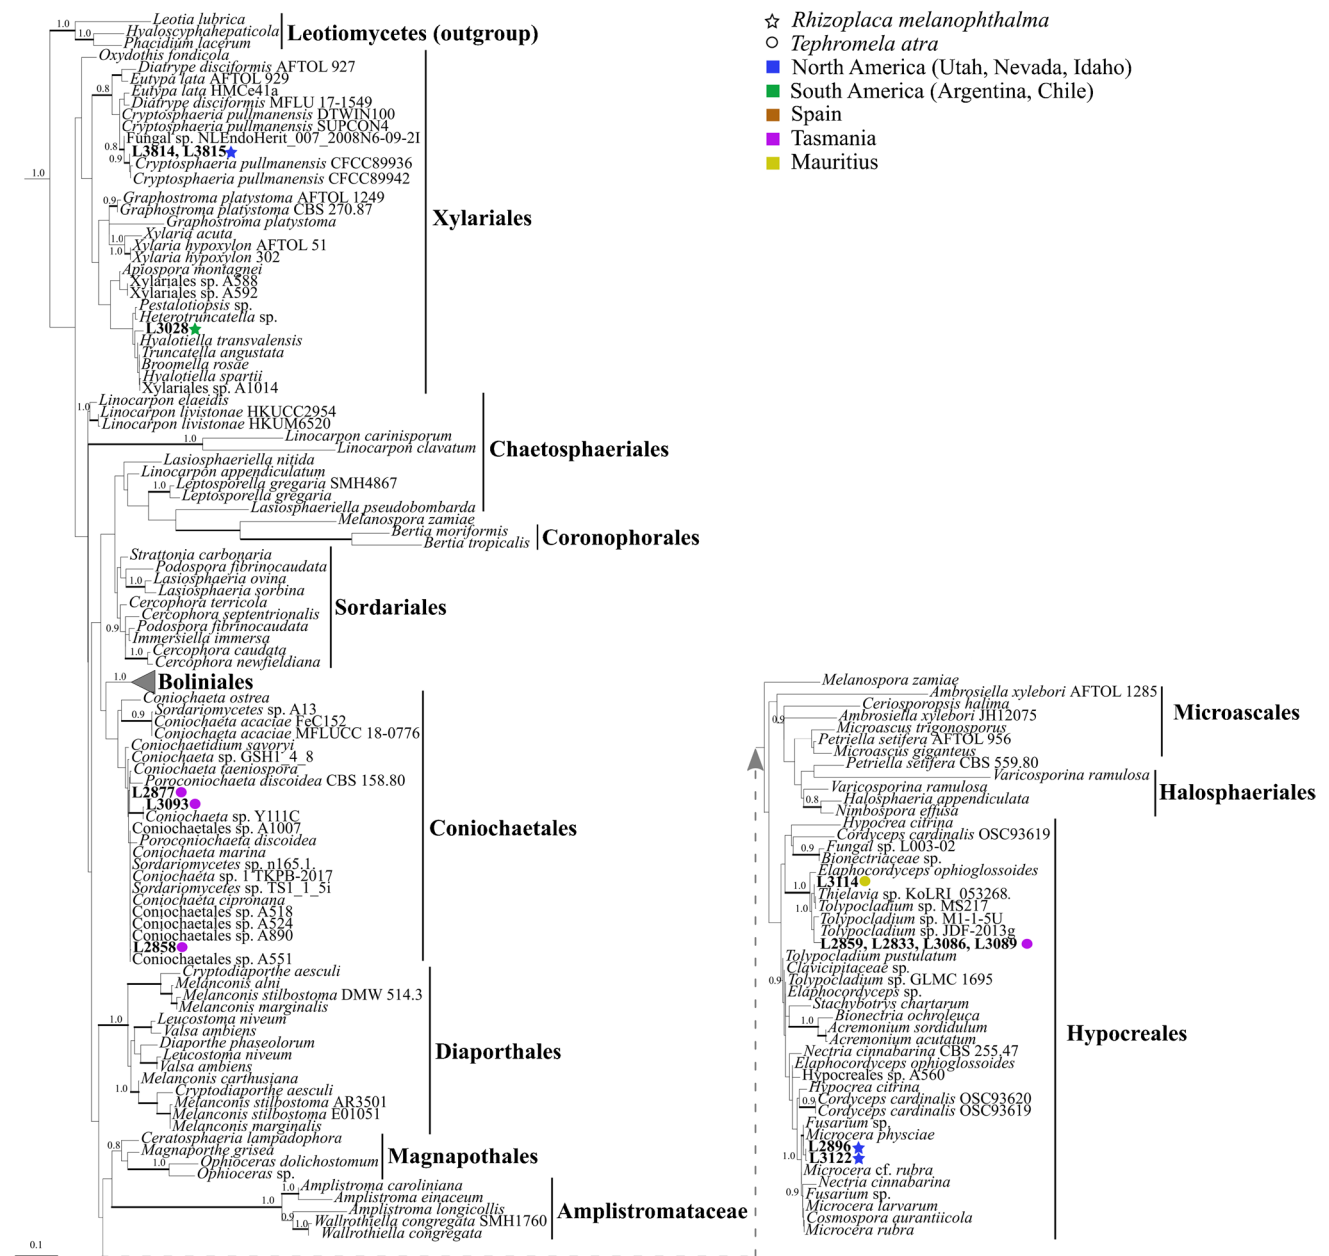 Leotia lubrica
Hyaloscyphahepaticola
Phacidium lacerum
1.0
1.0
Leotiomycetes (outgroup)
Oxydothis fondicola
Diatrype disciformis AFTOL 927
Eutypa lata AFTOL 929
Eutypa lata HMCe41a
Diatrype disciformis MFLU 17-1549
Cryptosphaeria pullmanensis DTWIN100
Cryptosphaeria pullmanensis SUPCON4
Fungal sp. NLEndoHerit_007_2008N6-09-2I
L3814, L3815
Cryptosphaeria pullmanensis CFCC89936
Cryptosphaeria pullmanensis CFCC89942
0.8
0.8
0.9
1.0
Graphostroma platystoma AFTOL 1249
Graphostroma platystoma CBS 270.87
Graphostroma platystoma
Xylaria acuta
Xylaria hypoxylon AFTOL 51
Xylaria hypoxylon 302
Apiospora montagnei
Xylariales sp. A588
Xylariales sp. A592
Pestalotiopsis sp.
Heterotruncatella sp.
L3028
Hyalotiella transvalensis
Truncatella angustata
Broomella rosae
Hyalotiella spartii
Xylariales sp. A1014
0.9
1.0
1.0
Xylariales
Linocarpon elaeidis
Linocarpon livistonae HKUCC2954
Linocarpon livistonae HKUM6520
Linocarpon carinisporum
Linocarpon clavatum
Lasiosphaeriella nitida
Linocarpon appendiculatum
Leptosporella gregaria SMH4867
Leptosporella gregaria
Lasiosphaeriella pseudobombarda
1.0
1.0
1.0
Chaetosphaeriales
Melanospora zamiae
Bertia moriformis
Bertia tropicalis
Coronophorales
Strattonia carbonaria
Podospora fibrinocaudata
Lasiosphaeria ovina
Lasiosphaeria sorbina
Cercophora terricola
Cercophora septentrionalis
Podospora fibrinocaudata
Immersiella immersa
Cercophora caudata
Cercophora newfieldiana
1.0
0.9
1.0
Sordariales
1.0
Boliniales
Coniochaeta ostrea
Sordariomycetes sp. A13
Coniochaeta acaciae FeC152
Coniochaeta acaciae MFLUCC 18-0776
Coniochaetidium savoryi
Coniochaeta sp. GSH1_4_8
Coniochaeta taeniospora
Poroconiochaeta discoidea CBS 158.80
L2877
L3093
Coniochaeta sp. Y111C
Coniochaetales sp. A1007
Poroconiochaeta discoidea
Coniochaeta marina
Sordariomycetes sp. n165.1.
Coniochaeta sp. 1 TKPB-2017
Sordariomycetes sp. TS1_1_5i
Coniochaeta cipronana
Coniochaetales sp. A518
Coniochaetales sp. A524
Coniochaetales sp. A890
L2858
Coniochaetales sp. A551
0.9
Coniochaetales
Cryptodiaporthe aesculi
Melanconis alni
Melanconis stilbostoma DMW 514.3
Melanconis marginalis
Leucostoma niveum
Valsa ambiens
Diaporthe phaseolorum
Leucostoma niveum
Valsa ambiens
Melanconis carthusiana
Cryptodiaporthe aesculi
Melanconis stilbostoma AR3501
Melanconis stilbostoma E01051
Melanconis marginalis
1.0
1.0
Diaporthales
Ceratosphaeria lampadophora
Magnaporthe grisea
Ophioceras dolichostomum
Ophioceras sp.
0.8
1.0
Magnapothales
Amplistroma caroliniana
Amplistroma einaceum
Amplistroma longicollis
Wallrothiella congregata SMH1760
Wallrothiella congregata
1.0
1.0
0.9
1.0
Amplistromataceae
0.1
Rhizoplaca melanophthalma
Tephromela atra
North America (Utah, Nevada, Idaho)
South America (Argentina, Chile)
Spain
Tasmania
Mauritius
Melanospora zamiae
Ambrosiella xylebori AFTOL 1285
Ceriosporopsis halima
Ambrosiella xylebori JH12075
Microascus trigonosporus
Petriella setifera AFTOL 956
Microascus giganteus
0.9
Microascales
Petriella setifera CBS 559.80
Varicosporina ramulosa
Varicosporina ramulosa
Halosphaeria appendiculata
Nimbospora effusa
0.8
Halosphaeriales
Hypocrea citrina
Cordyceps cardinalis OSC93619
Fungal sp. L003-02
Bionectriaceae sp.
Elaphocordyceps ophioglossoides
L3114
Thielavia sp. KoLRI_053268.
Tolypocladium sp. MS217
Tolypocladium sp. M1-1-5U
Tolypocladium sp. JDF-2013g
L2859, L2833, L3086, L3089
Tolypocladium pustulatum
Clavicipitaceae sp.
Tolypocladium sp. GLMC 1695
Elaphocordyceps sp.
Stachybotrys chartarum
Bionectria ochroleuca
Acremonium sordidulum
Acremonium acutatum
Nectria cinnabarina CBS 255.47
Elaphocordyceps ophioglossoides
Hypocreales sp. A560
Hypocrea citrina
Cordyceps cardinalis OSC93620
Cordyceps cardinalis OSC93619
Fusarium sp.
Microcera physciae
L2896
L3122
Microcera cf. rubra
Nectria cinnabarina
Fusarium sp.
Microcera larvarum
Cosmospora aurantiicola
Microcera rubra
0.9
1.0
1.0
0.9
1.0
0.9
1.0
0.9
Hypocreales